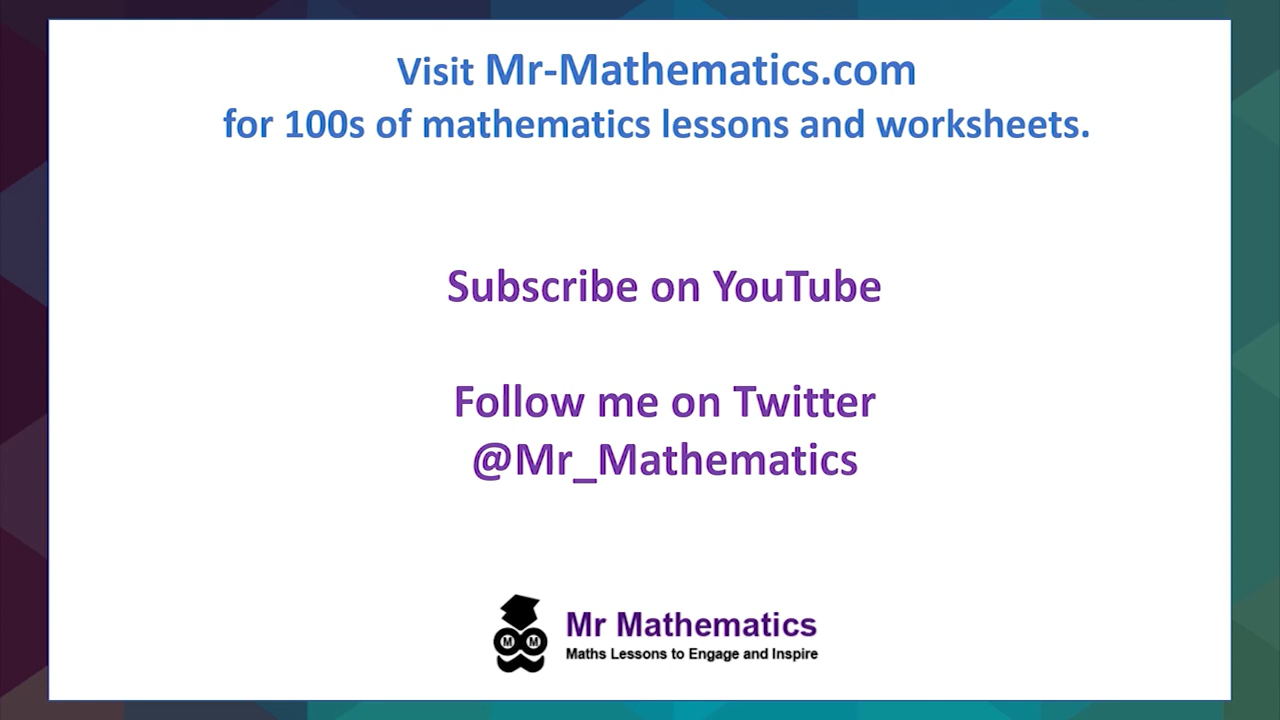 Visit Mr-Mathematics.com
for 100s of mathematics lessons and worksheets.
Subscribe on YouTube
Follow me on Twitter
@Mr_Mathematics
M M
Mr Mathematics
Maths Lessons to Engage and Inspire